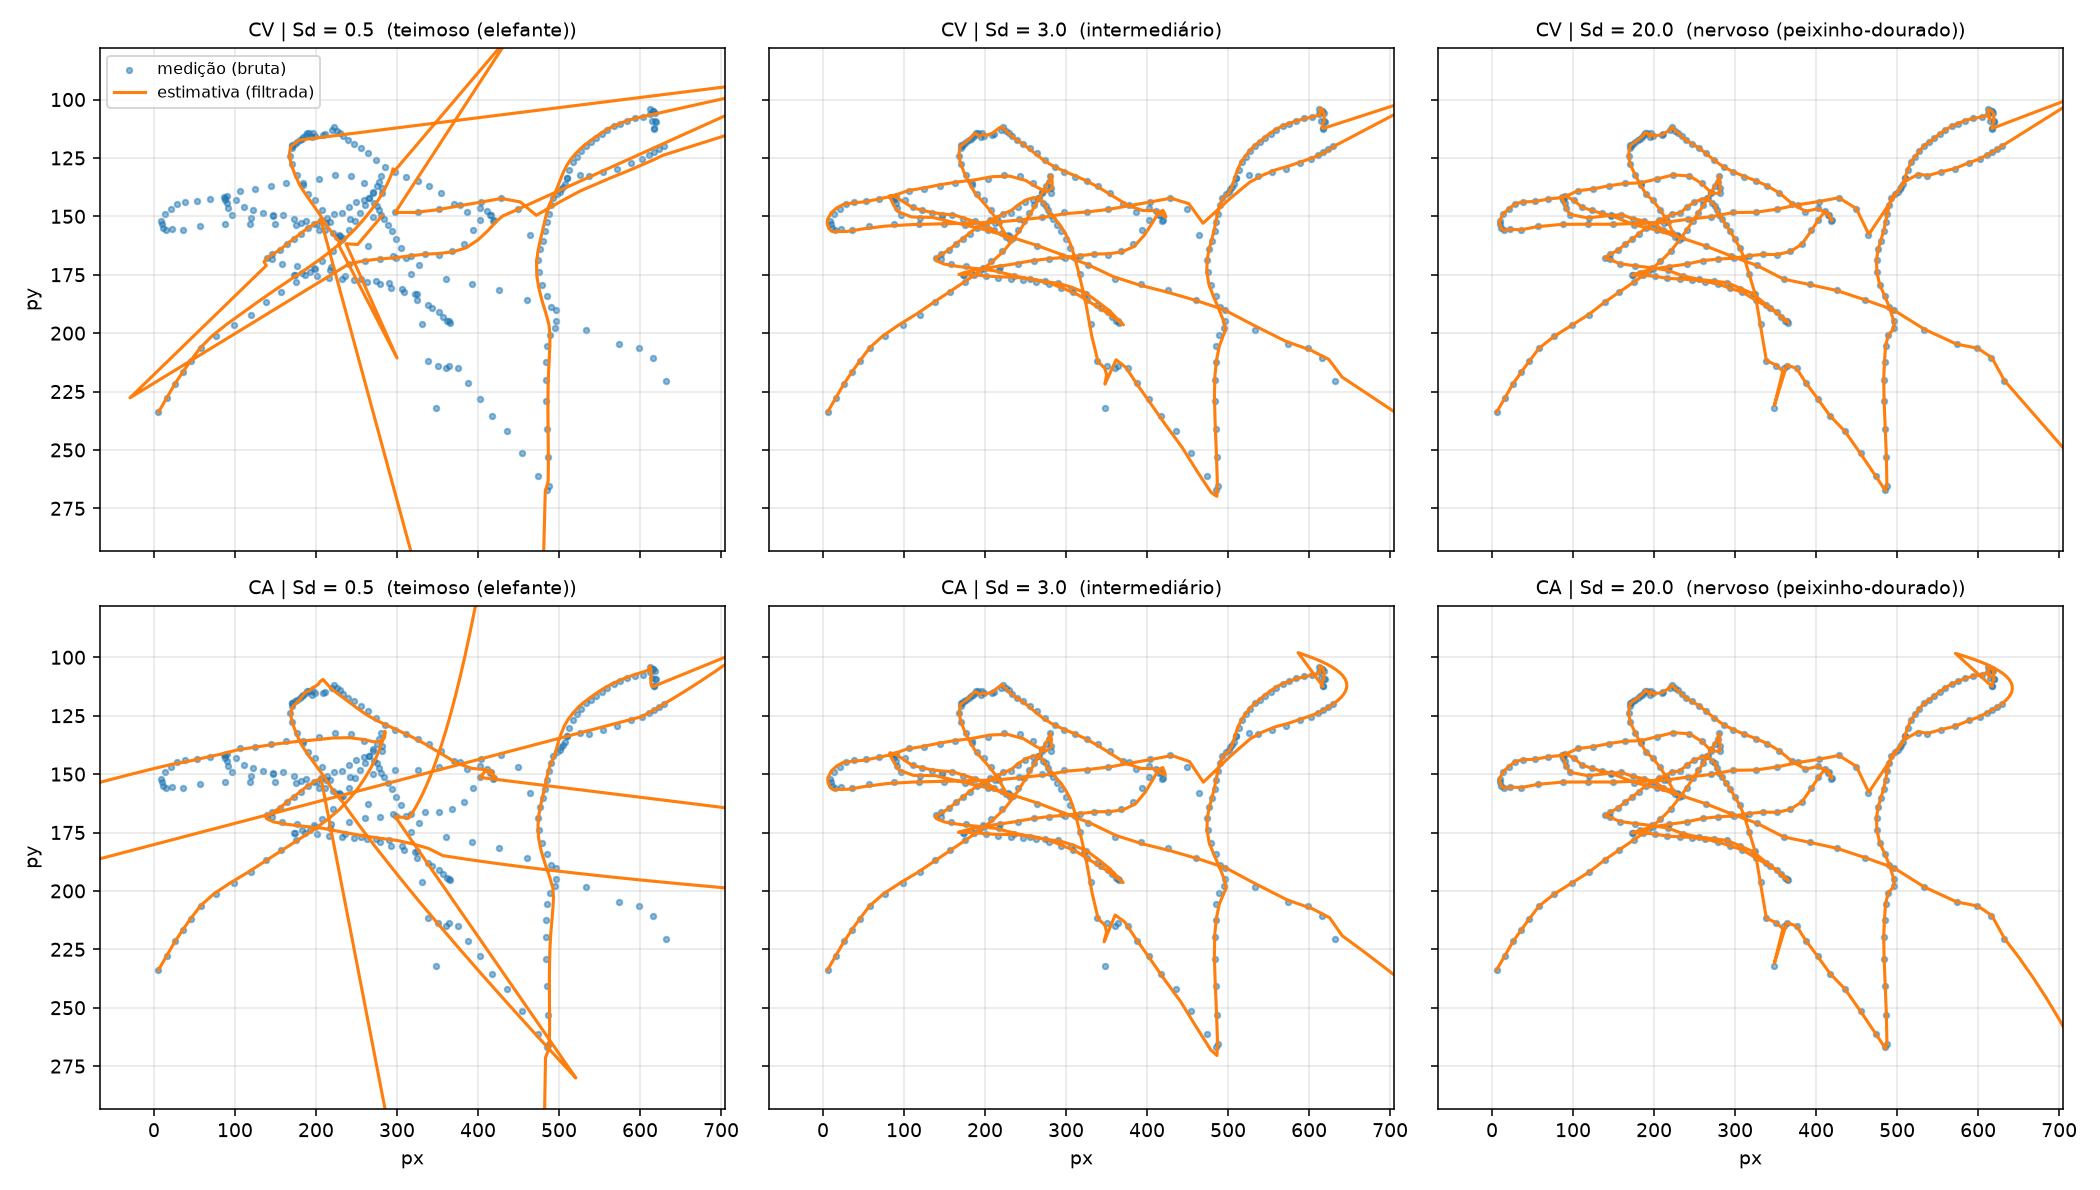 CV | Sd = 0.5 (teimoso (elefante))
CV | Sd = 3.0 (intermediário)
CV | Sd = 20.0 (nervoso (peixinho-dourado))
medição (bruta)
estimativa (filtrada)
100
125
150
175
200
225
250
275
py
CA | Sd = 0.5 (teimoso (elefante))
CA | Sd = 3.0 (intermediário)
CA | Sd = 20.0 (nervoso (peixinho-dourado))
100
125
150
175
200
225
250
275
py
0 100 200 300 400 500 600 700
0 100 200 300 400 500 600 700
0 100 200 300 400 500 600 700
px
px
px